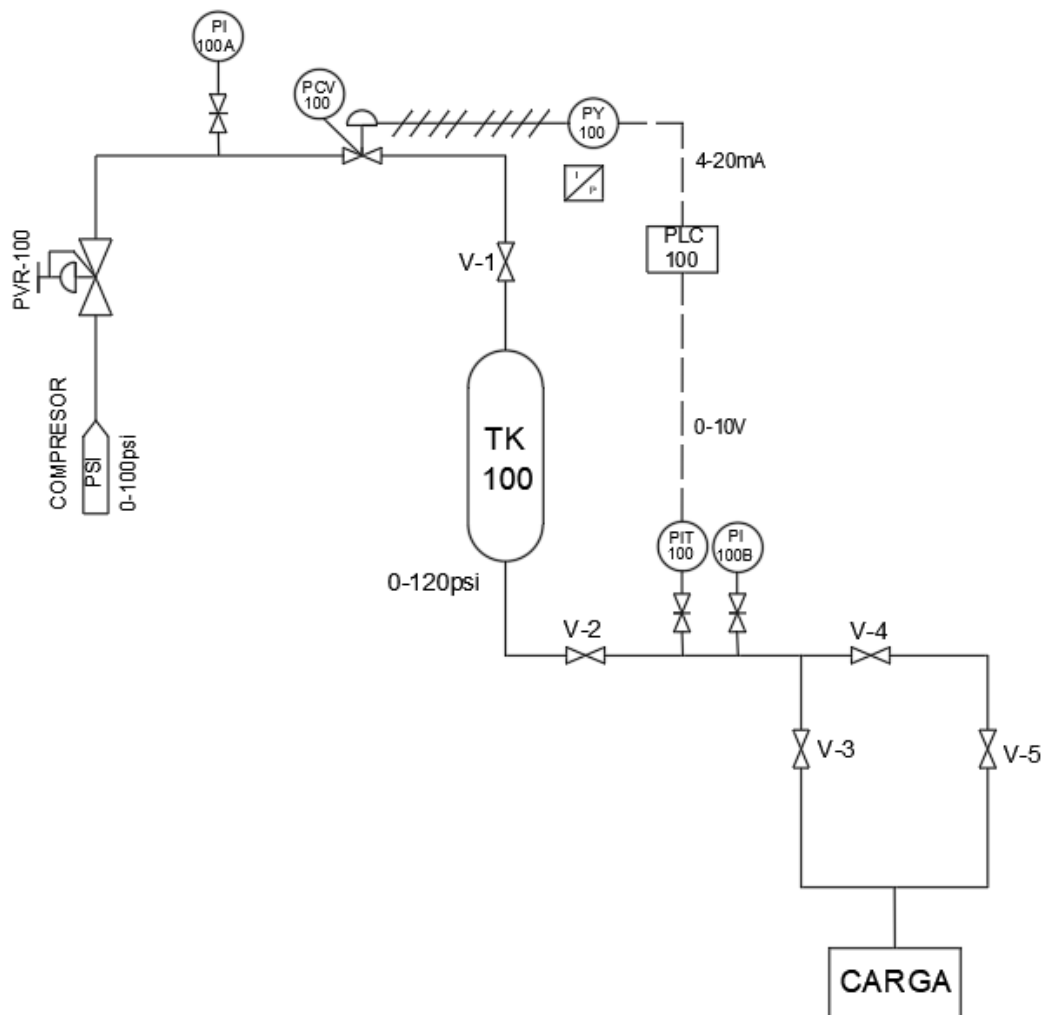 PI
100A
PCV
100
PY
100
I
P
4-20mA
PLC
100
V-1
PVR-100
COMPRESOR
PSI
0-100psi
TK
100
0-10V
0-120psi
PIT
100
PI
100B
V-2
V-4
V-3
V-5
CARGA